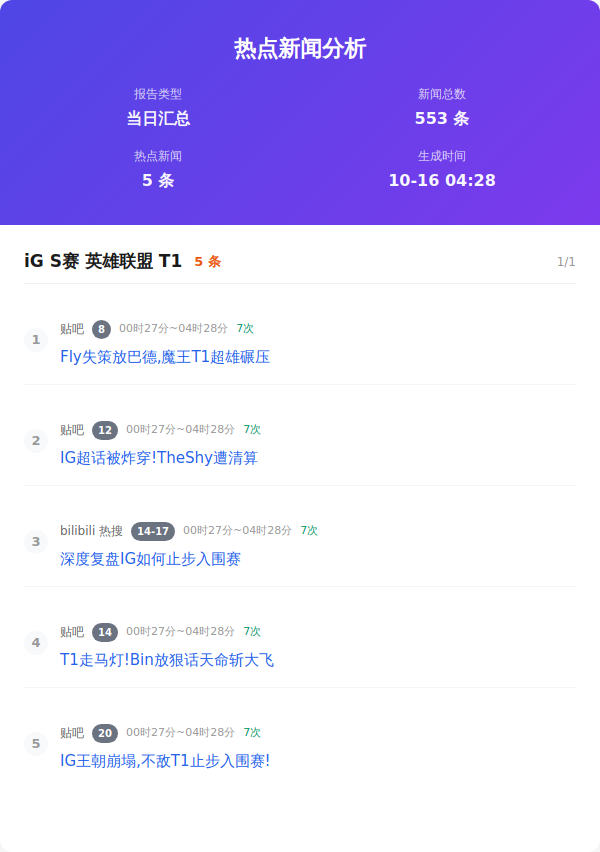 热点新闻分析
报告类型
新闻总数
当日汇总
553 条
热点新闻
生成时间
5 条
10-16 04:28
iG S赛 英雄联盟 T1 5 条 1/1
1 贴吧 8 00时27分~04时28分 7次
Fly失策放巴德,魔王T1超雄碾压
2 贴吧 12 00时27分~04时28分 7次
IG超话被炸穿!TheShy遭清算
3 bilibili 热搜 14-17 00时27分~04时28分 7次
深度复盘IG如何止步入围赛
4 贴吧 14 00时27分~04时28分 7次
T1走马灯!Bin放狠话天命斩大飞
5 贴吧 20 00时27分~04时28分 7次
IG王朝崩塌,不敌T1止步入围赛!